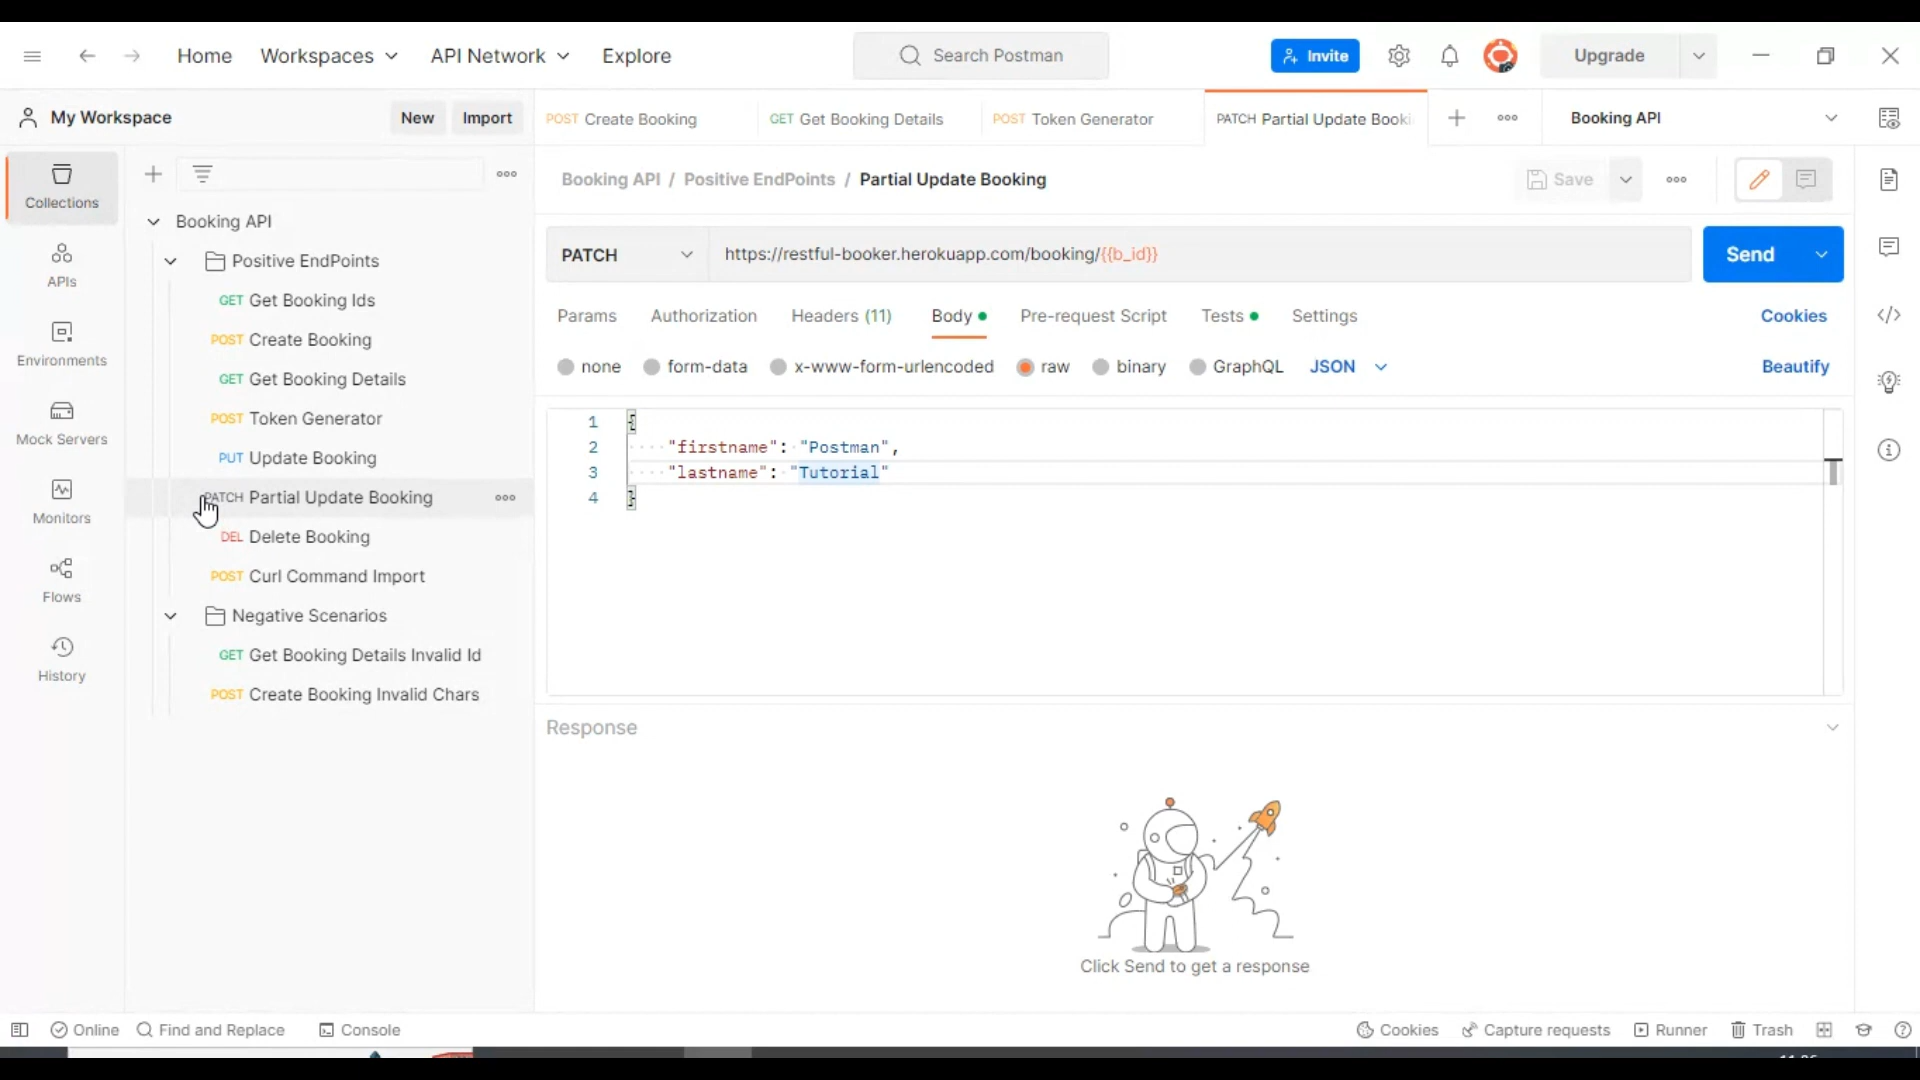 Home Workspaces API Network Explore Search Postman Invite Upgrade
My Workspace New Import
POST Create Booking GET Get Booking Details POST Token Generator PATCH Partial Update Booki Booking API
Booking API / Positive EndPoints / Partial Update Booking Save
Collections
APIs
Environments
Mock Servers
Monitors
Flows
History
Booking API
Positive EndPoints
GET Get Booking Ids
POST Create Booking
GET Get Booking Details
POST Token Generator
PUT Update Booking
PATCH Partial Update Booking
DEL Delete Booking
POST Curl Command Import
Negative Scenarios
GET Get Booking Details Invalid Id
POST Create Booking Invalid Chars
PATCH https://restful-booker.herokuapp.com/booking/{{b_id}} Send
Params Authorization Headers (11) Body Pre-request Script Tests Settings Cookies
none form-data x-www-form-urlencoded raw binary GraphQL JSON Beautify
1 {
2 "firstname": "Postman",
3 "lastname": "Tutorial"
4 }
Response
Click Send to get a response
Online Find and Replace Console Cookies Capture requests Runner Trash